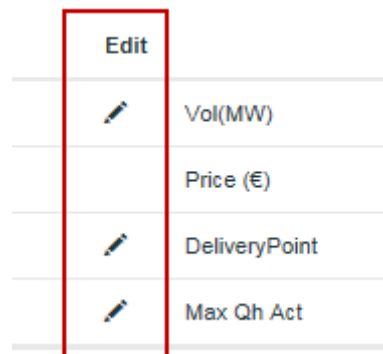 Edit
Vol(MW)
Price (€)
DeliveryPoint
Max Qh Act